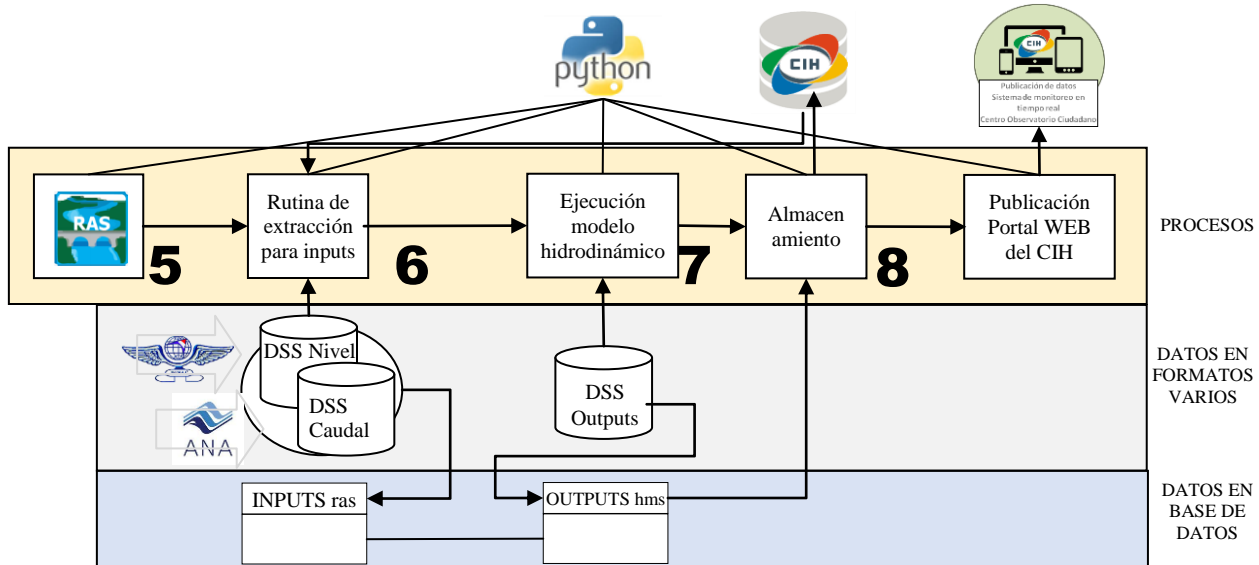 python
CIH
CIH
Publicación de datos
Sistema de monitoreo en
tiempo real
Centro Observatorio Ciudadano
RAS
5
Rutina de
extracción
para inputs
6
Ejecución
modelo
hidrodinámico
7
Almacen
amiento
8
Publicación
Portal WEB
del CIH
PROCESOS
DSS Nivel
DSS
Caudal
ANA
DSS
Outputs
DATOS EN
FORMATOS
VARIOS
INPUTS ras
OUTPUTS hms
DATOS EN
BASE DE
DATOS